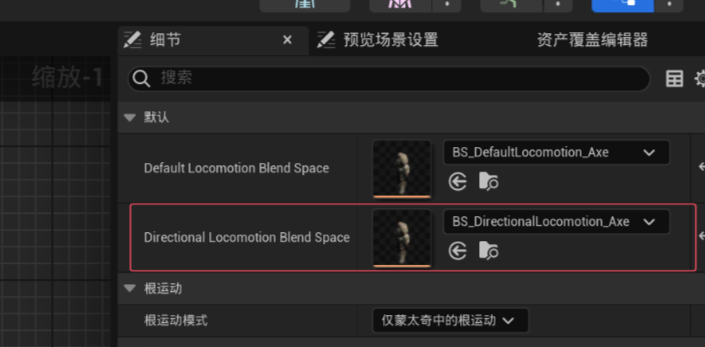 细节
预览场景设置
资产覆盖编辑器
缩放-1
搜索
默认
Default Locomotion Blend Space
BS_DefaultLocomotion_Axe
Directional Locomotion Blend Space
BS_DirectionalLocomotion_Axe
根运动
根运动模式
仅蒙太奇中的根运动